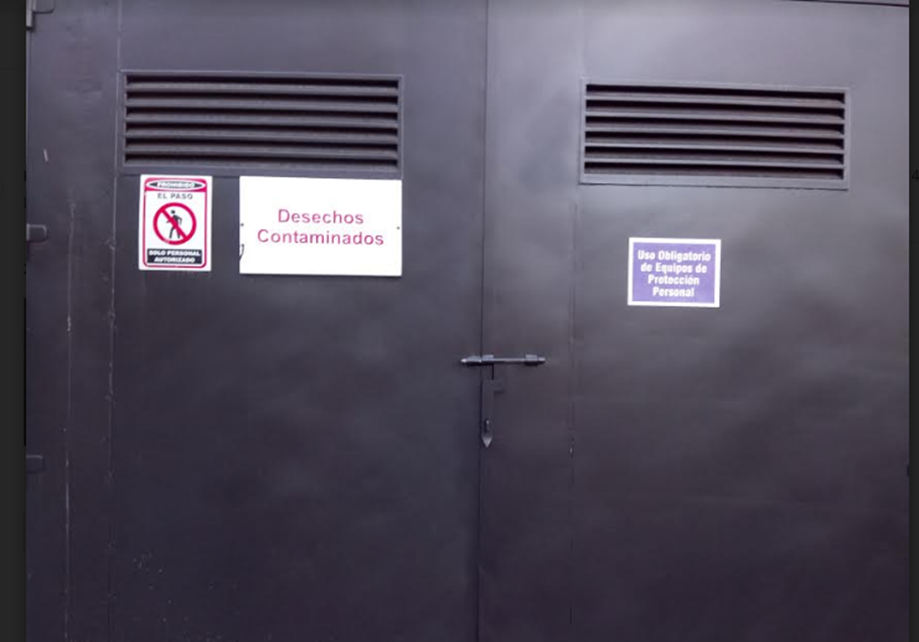 PROHIBIDO
EL PASO
SOLO PERSONAL
AUTORIZADO
Desechos
Contaminados
Uso Obligatorio
de Equipos de
Protección
Personal